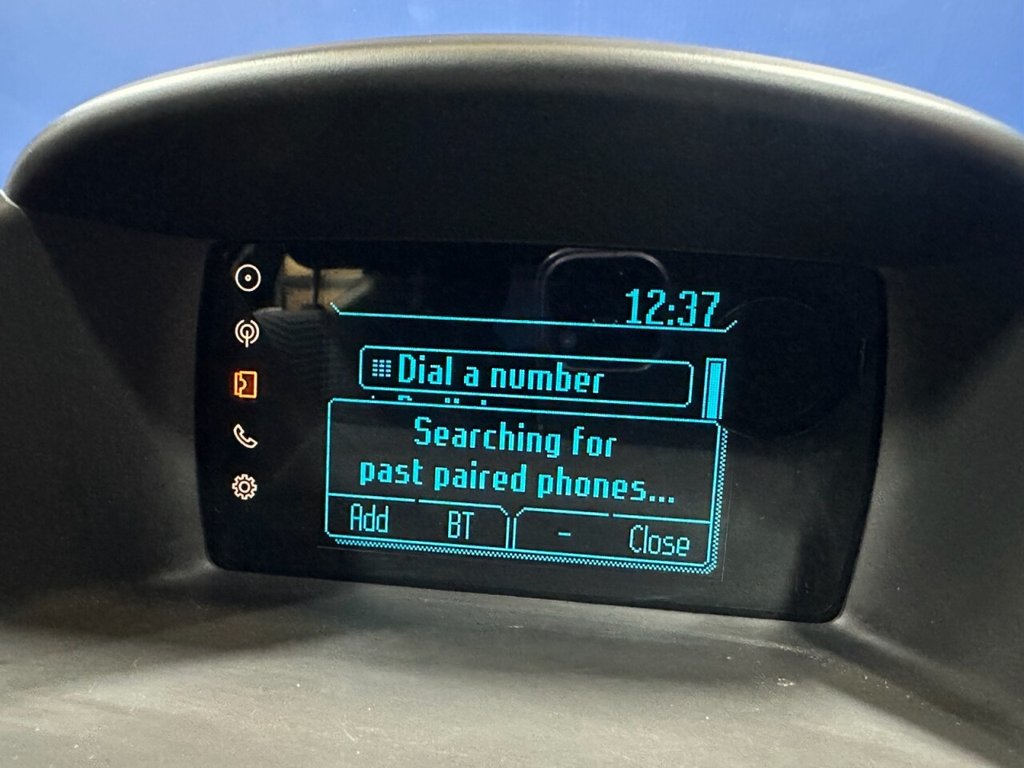 12:37
Dial a number
Searching for
past paired phones...
Add BT - Close